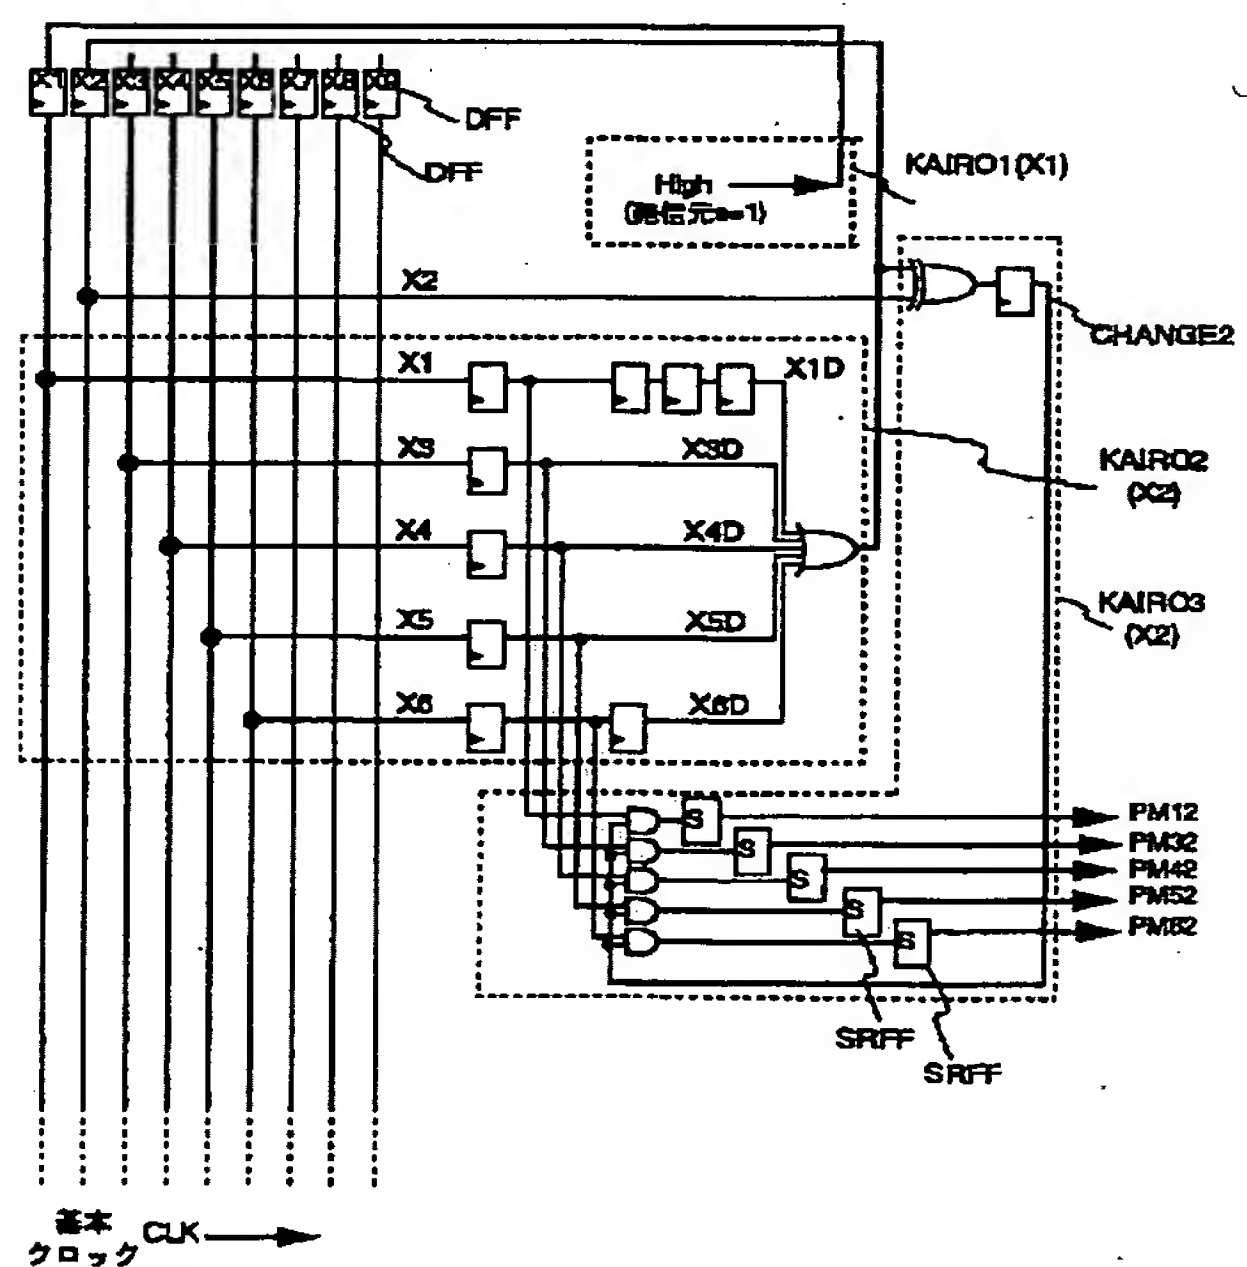 X1 X2 X3 X4 X5 X6 X7 X8 X9
DFF
DFF
KAIRO1(X1)
High
(発信元s=1)
X2
CHANGE2
X1
X1D
X3
X3D
KAIRO2
(X2)
X4
X4D
X5
X5D
KAIRO3
(X2)
X6
X6D
S
PM12
S
PM32
S
PM42
S
PM52
S
PM62
SRFF
SRFF
基本
クロック
CLK